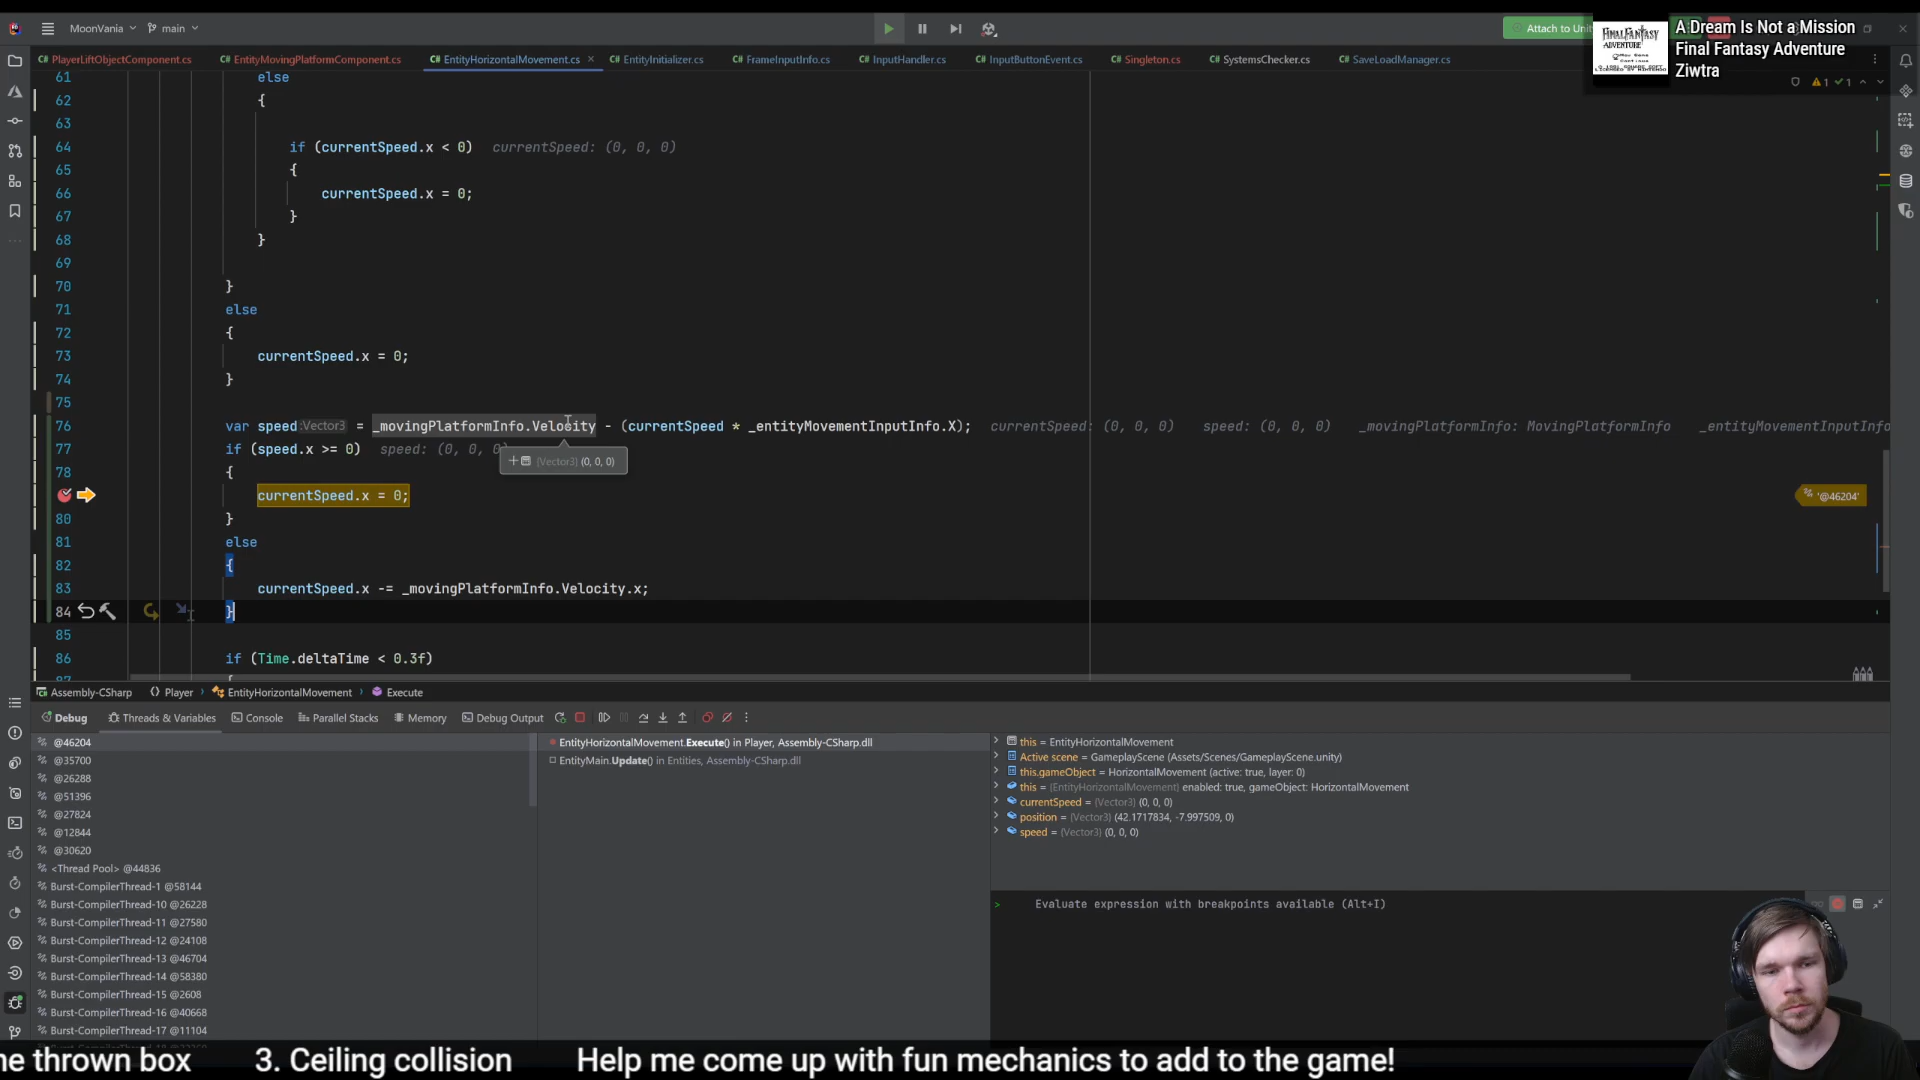 MoonVania
main
Attach to Uni
A Dream Is Not a Mission
Final Fantasy Adventure
Ziwtra
PlayerLiftObjectComponent.cs
EntityMovingPlatformComponent.cs
C# EntityHorizontalMovement.cs
C# EntityInitializer.cs
C# FrameInputInfo.cs
C# InputHandler.cs
C# InputButtonEvent.cs
C# Singleton.cs
C# SystemsChecker.cs
C# SaveLoadManager.cs
1 1
61 else
62 {
63
64 if (currentSpeed.x < 0) currentSpeed: (0, 0, 0)
65 {
66 currentSpeed.x = 0;
67 }
68 }
69
70 }
71 else
72 {
73 currentSpeed.x = 0;
74 }
75
76 var speed :Vector3 = _movingPlatformInfo.Velocity - (currentSpeed * _entityMovementInputInfo.X); currentSpeed: (0, 0, 0) speed: (0, 0, 0) _movingPlatformInfo: MovingPlatformInfo _entityMovementInputInfo
77 if (speed.x >= 0) speed: (0, 0, 0)
{Vector3} (0, 0, 0)
78 {
currentSpeed.x = 0; '@46204'
80 }
81 else
82 {
83 currentSpeed.x -= _movingPlatformInfo.Velocity.x;
84 }
85
86 if (Time.deltaTime < 0.3f)
87 {
Assembly-CSharp
Player
EntityHorizontalMovement
Execute
Debug
Threads & Variables
Console
Parallel Stacks
Memory
Debug Output
@46204
@35700
@26288
@51396
@27824
@12844
@30620
<Thread Pool> @44836
Burst-CompilerThread-1 @58144
Burst-CompilerThread-10 @26228
Burst-CompilerThread-11 @27580
Burst-CompilerThread-12 @24108
Burst-CompilerThread-13 @46704
Burst-CompilerThread-14 @58380
Burst-CompilerThread-15 @2608
Burst-CompilerThread-16 @40668
Burst-CompilerThread-17 @11104
EntityHorizontalMovement.Execute() in Player, Assembly-CSharp.dll
EntityMain.Update() in Entities, Assembly-CSharp.dll
this = EntityHorizontalMovement
Active scene = GameplayScene (Assets/Scenes/GameplayScene.unity)
this.gameObject = HorizontalMovement (active: true, layer: 0)
this = {EntityHorizontalMovement} enabled: true, gameObject: HorizontalMovement
currentSpeed = {Vector3} (0, 0, 0)
position = {Vector3} (42.1717834, -7.997509, 0)
speed = {Vector3} (0, 0, 0)
> Evaluate expression with breakpoints available (Alt+I)
ne thrown box 3. Ceiling collision Help me come up with fun mechanics to add to the game!